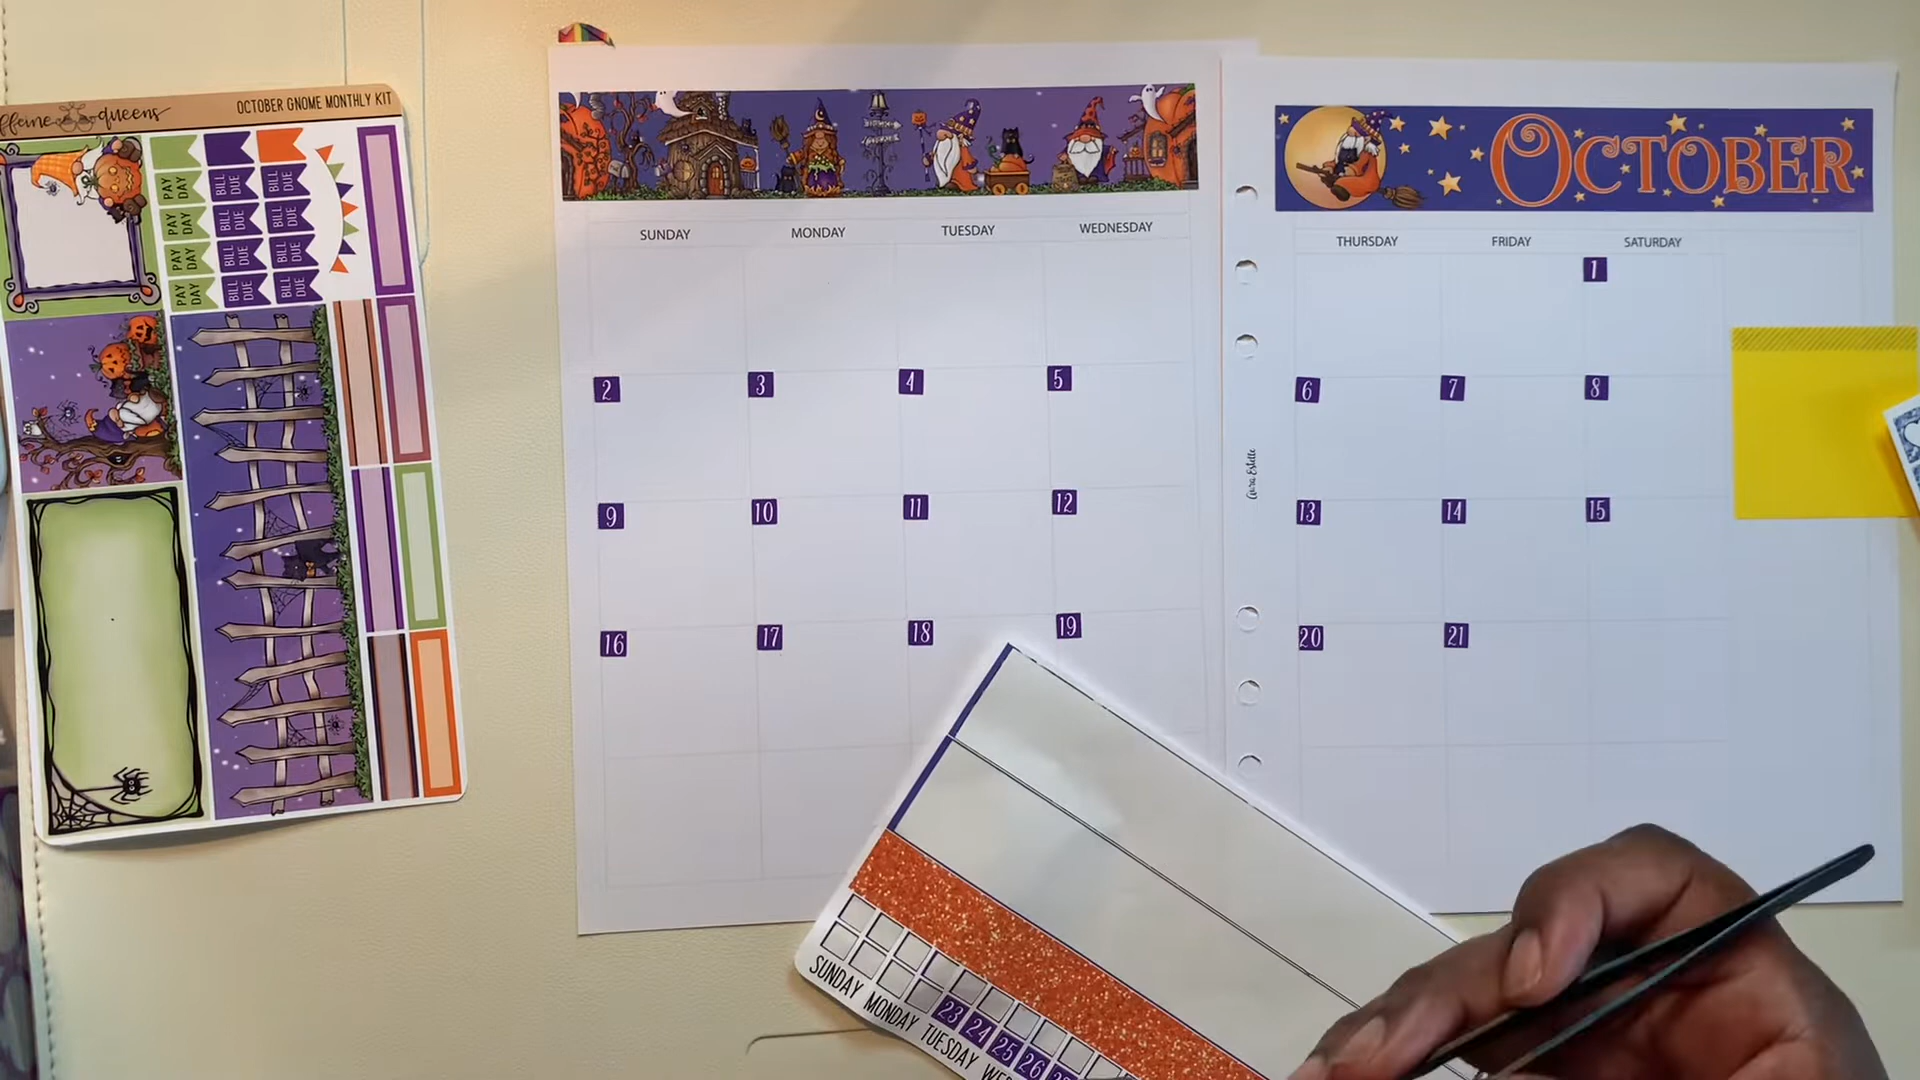 queens
OCTOBER GNOME MONTHLY KIT
PAY DAY BILL DUE BILL DUE
PAY DAY BILL DUE BILL DUE
PAY DAY BILL DUE BILL DUE
PAY DAY BILL DUE BILL DUE
OCTOBER
SUNDAY MONDAY TUESDAY WEDNESDAY
THURSDAY FRIDAY SATURDAY
1
2 3 4 5
6 7 8
9 10 11 12
13 14 15
16 17 18 19
20 21
23 24 25 26
SUNDAY MONDAY TUESDAY